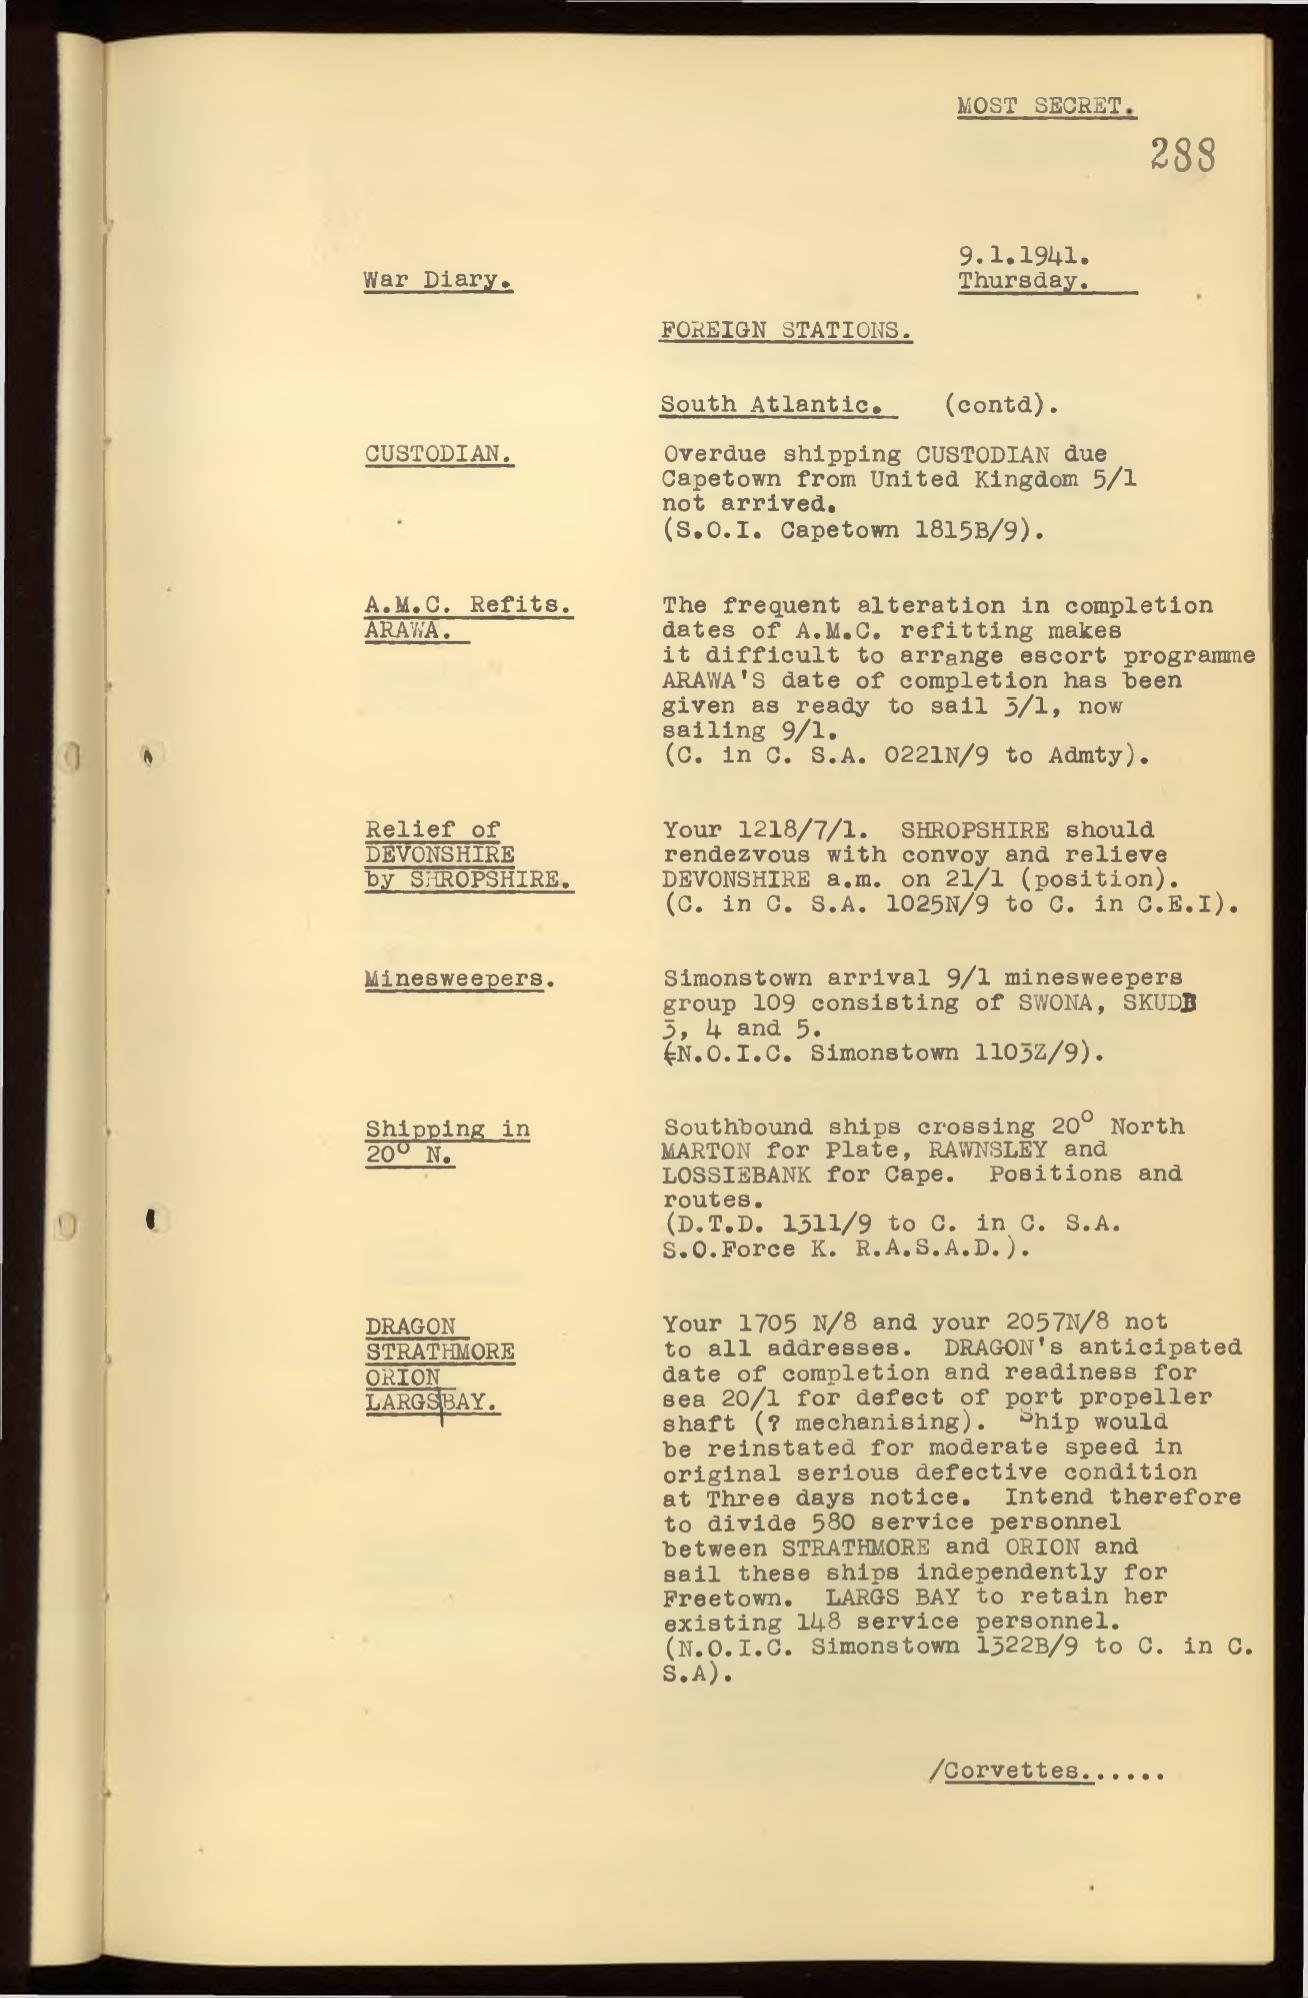 MOST SECRET.
288
9.1.1941.
War Diary.
Thursday.
FOREIGN STATIONS.
South Atlantic. (contd).
CUSTODIAN.
Overdue shipping CUSTODIAN due
Capetown from United Kingdom 5/1
not arrived.
(S.O.I. Capetown 1815B/9).
A.M.C. Refits.
ARAWA.
The frequent alteration in completion
dates of A.M.C. refitting makes
it difficult to arrange escort programme
ARAWA'S date of completion has been
given as ready to sail 3/1, now
sailing 9/1.
(C. in C. S.A. 0221N/9 to Admty).
Relief of
DEVONSHIRE
by SHROPSHIRE.
Your 1218/7/1. SHROPSHIRE should
rendezvous with convoy and relieve
DEVONSHIRE a.m. on 21/1 (position).
(C. in C. S.A. 1025N/9 to C. in C.E.I).
Minesweepers.
Simonstown arrival 9/1 minesweepers
group 109 consisting of SWONA, SKUDD
3, 4 and 5.
(N.O.I.C. Simonstown 1103Z/9).
Shipping in
20° N.
Southbound ships crossing 20° North
MARTON for Plate, RAWNSLEY and
LOSSIEBANK for Cape. Positions and
routes.
(D.T.D. 1311/9 to C. in C. S.A.
S.O.Force K. R.A.S.A.D.).
DRAGON
STRATHMORE
ORION
LARGS BAY.
Your 1705 N/8 and your 2057N/8 not
to all addresses. DRAGON's anticipated
date of completion and readiness for
sea 20/1 for defect of port propeller
shaft (? mechanising). Ship would
be reinstated for moderate speed in
original serious defective condition
at Three days notice. Intend therefore
to divide 580 service personnel
between STRATHMORE and ORION and
sail these ships independently for
Freetown. LARGS BAY to retain her
existing 148 service personnel.
(N.O.I.C. Simonstown 1322B/9 to C. in C.
S.A).
/Corvettes......